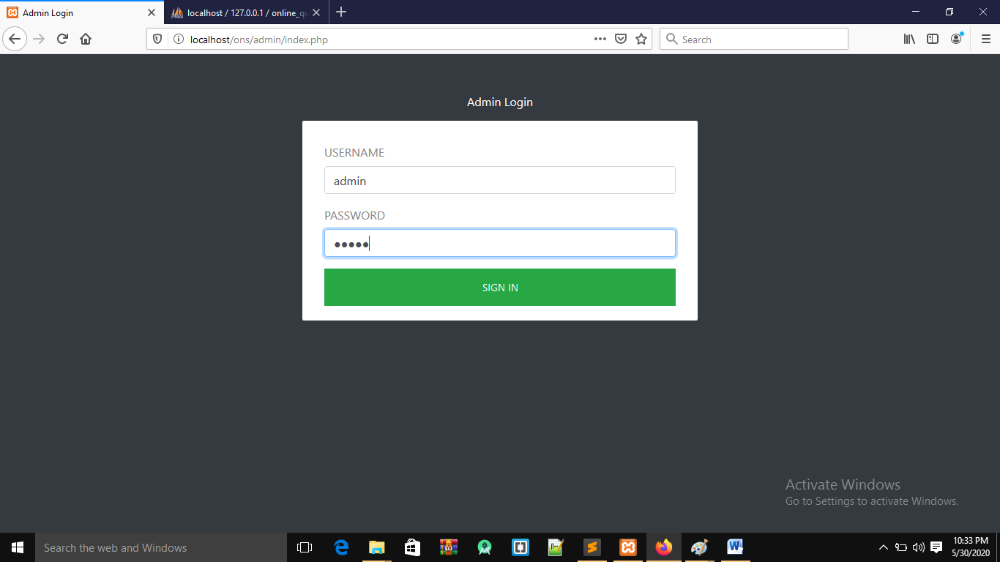 Admin Login
localhost / 127.0.0.1 / online_qu
localhost/ons/admin/index.php
Search
Admin Login
USERNAME
admin
PASSWORD
SIGN IN
Activate Windows
Go to Settings to activate Windows.
Search the web and Windows
10:33 PM
5/30/2020